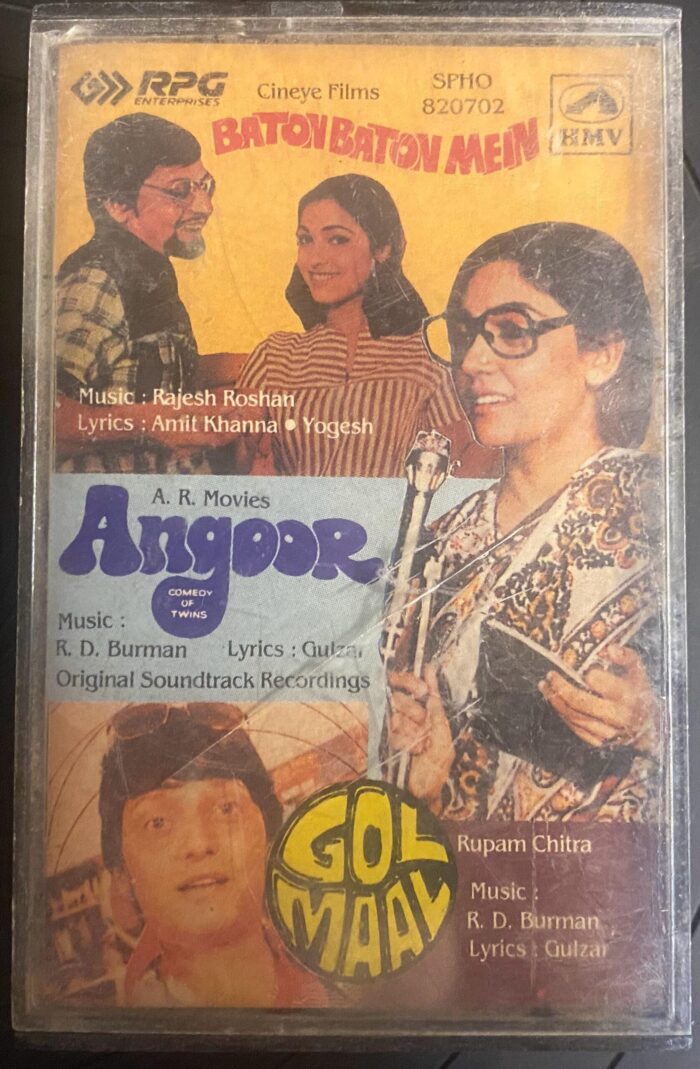 RPG
ENTERPRISES
Cineye Films
SPHO
820702
HMV
BATON BATON MEIN
Music : Rajesh Roshan
Lyrics : Amit Khanna • Yogesh
A. R. Movies
Angoor
COMEDY
OF
TWINS
Music :
R. D. Burman Lyrics : Gulzar
Original Soundtrack Recordings
GOL
MAAL
Rupam Chitra
Music :
R. D. Burman
Lyrics : Gulzar